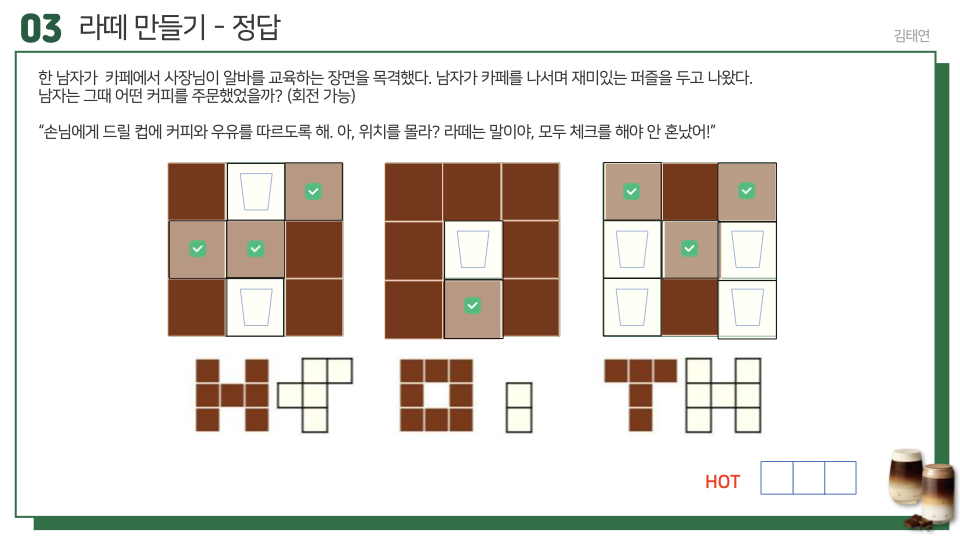 03 라떼 만들기 - 정답
김태연
한 남자가 카페에서 사장님이 알바를 교육하는 장면을 목격했다. 남자가 카페를 나서며 재미있는 퍼즐을 두고 나왔다.
남자는 그때 어떤 커피를 주문했었을까? (회전 가능)
“손님에게 드릴 컵에 커피와 우유를 따르도록 해. 아, 위치를 몰라? 라떼는 말이야, 모두 체크를 해야 안 혼났어!”
HOT